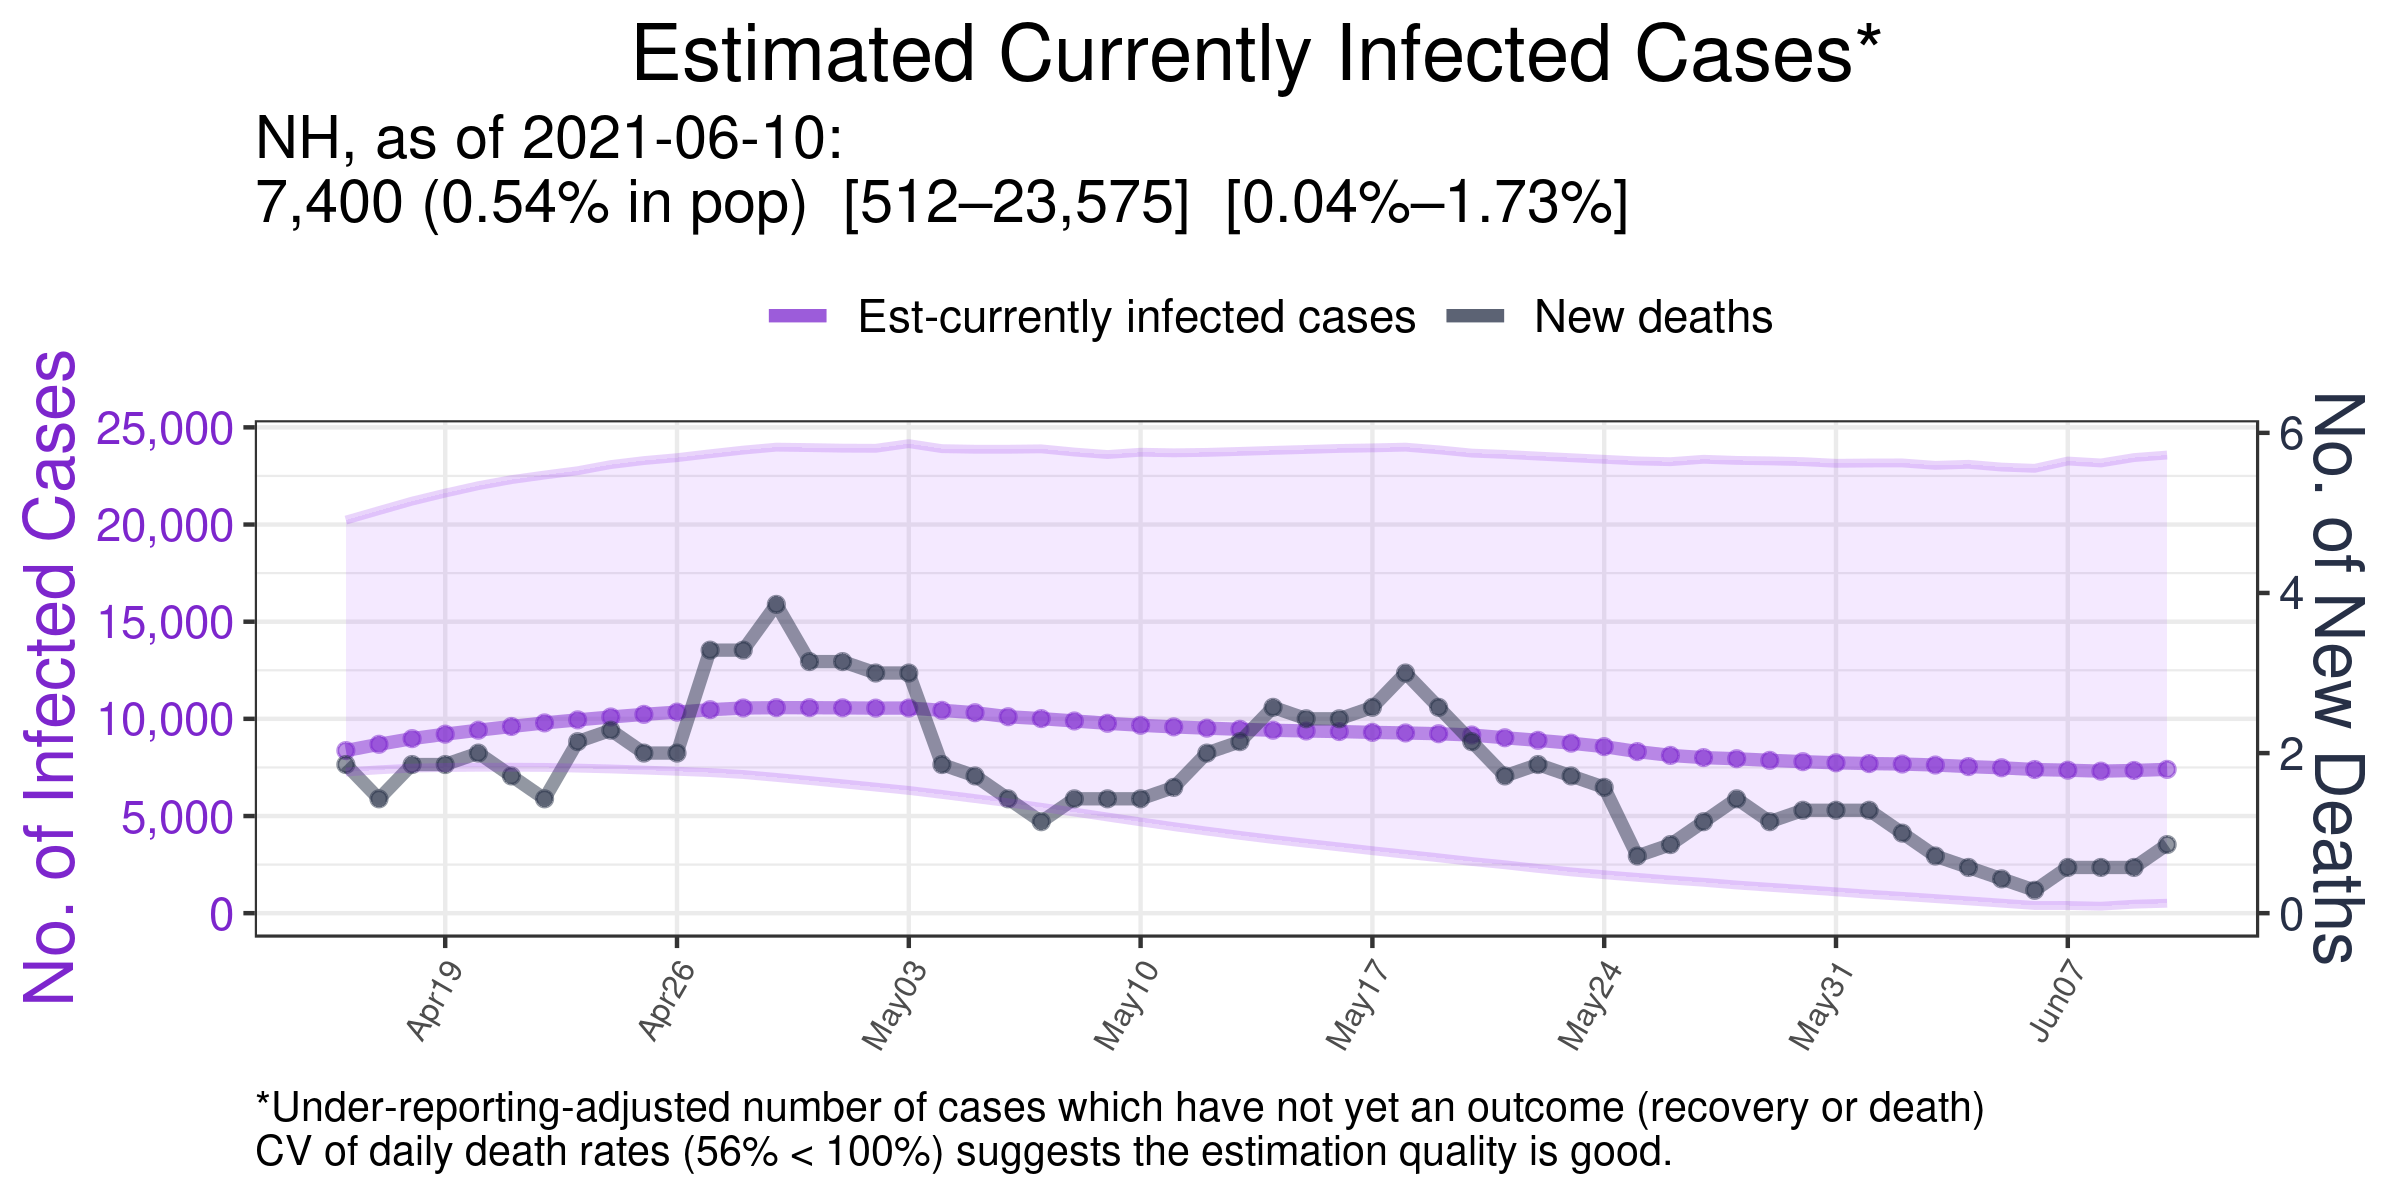 Estimated Currently Infected Cases*
NH, as of 2021-06-10:
7,400 (0.54% in pop)  [512–23,575]  [0.04%–1.73%]
Est-currently infected cases
New deaths
No. of Infected Cases
25,000
20,000
15,000
10,000
5,000
0
6
4
2
0
No. of New Deaths
Apr19
Apr26
May03
May10
May17
May24
May31
Jun07
*Under-reporting-adjusted number of cases which have not yet an outcome (recovery or death)
CV of daily death rates (56% < 100%) suggests the estimation quality is good.